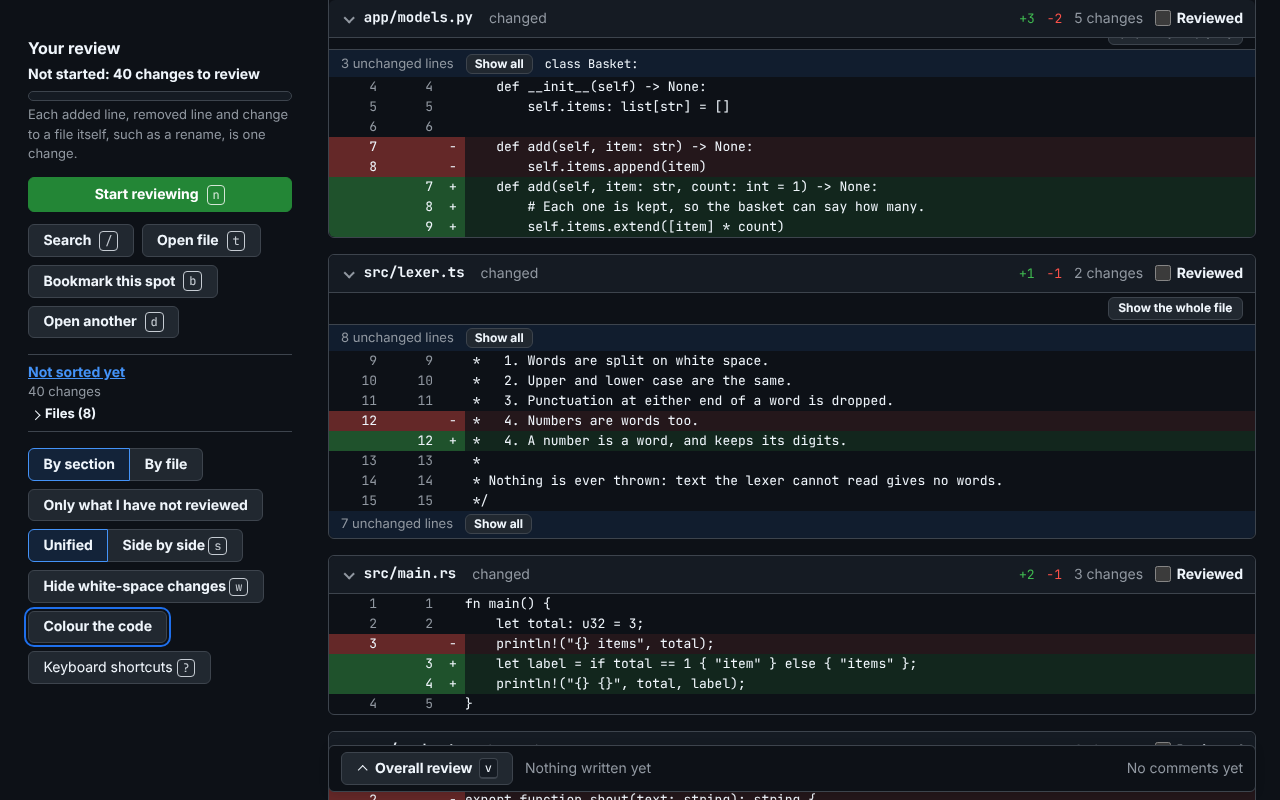 Your review
Not started: 40 changes to review
Each added line, removed line and change
to a file itself, such as a rename, is one
change.
Start reviewing n
Search / Open file t
Bookmark this spot b
Open another d
Not sorted yet
40 changes
Files (8)
By section By file
Only what I have not reviewed
Unified Side by side s
Hide white-space changes w
Colour the code
Keyboard shortcuts ?
app/models.py changed +3 -2 5 changes Reviewed
3 unchanged lines Show all class Basket:
4 4 def __init__(self) -> None:
5 5 self.items: list[str] = []
6 6
7 - def add(self, item: str) -> None:
8 - self.items.append(item)
7 + def add(self, item: str, count: int = 1) -> None:
8 + # Each one is kept, so the basket can say how many.
9 + self.items.extend([item] * count)
src/lexer.ts changed +1 -1 2 changes Reviewed
Show the whole file
8 unchanged lines Show all
9 9 * 1. Words are split on white space.
10 10 * 2. Upper and lower case are the same.
11 11 * 3. Punctuation at either end of a word is dropped.
12 - * 4. Numbers are words too.
12 + * 4. A number is a word, and keeps its digits.
13 13 *
14 14 * Nothing is ever thrown: text the lexer cannot read gives no words.
15 15 */
7 unchanged lines Show all
src/main.rs changed +2 -1 3 changes Reviewed
1 1 fn main() {
2 2 let total: u32 = 3;
3 - println!("{} items", total);
3 + let label = if total == 1 { "item" } else { "items" };
4 + println!("{} {}", total, label);
4 5 }
Overall review v Nothing written yet No comments yet
2 - export function shout(text: string): string {